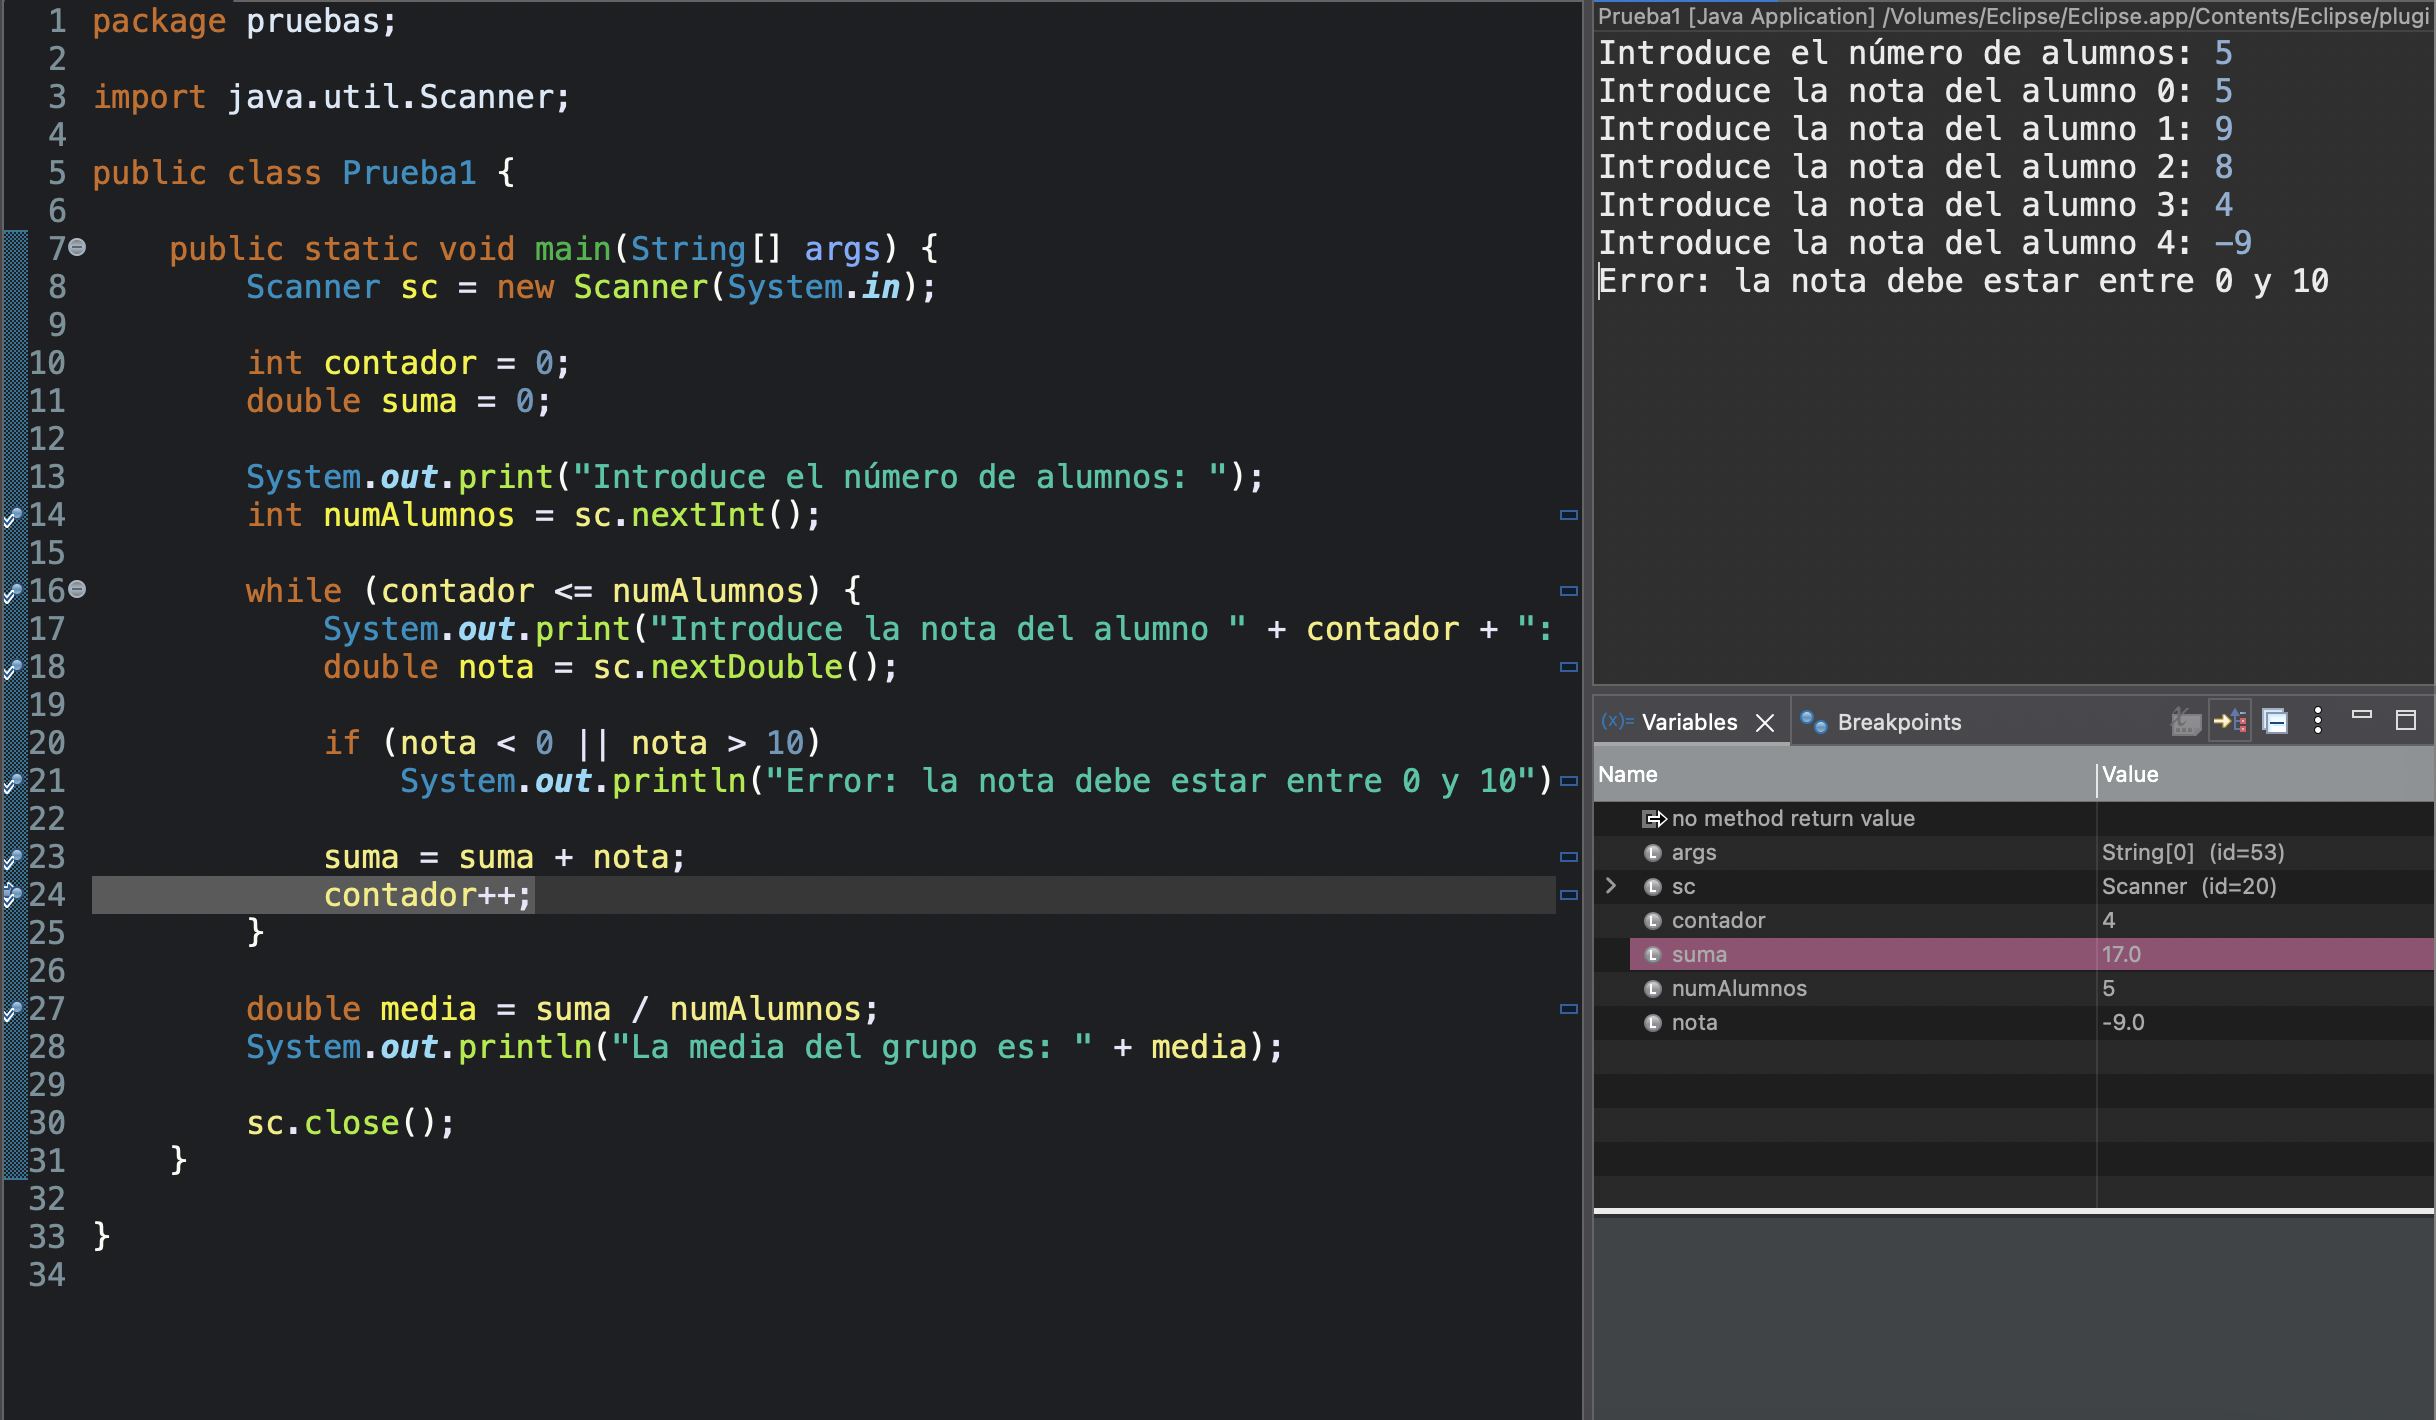 1 package pruebas;
2
3 import java.util.Scanner;
4
5 public class Prueba1 {
6
7     public static void main(String[] args) {
8         Scanner sc = new Scanner(System.in);
9
10         int contador = 0;
11         double suma = 0;
12
13         System.out.print("Introduce el número de alumnos: ");
14         int numAlumnos = sc.nextInt();
15
16         while (contador <= numAlumnos) {
17             System.out.print("Introduce la nota del alumno " + contador + ":
18             double nota = sc.nextDouble();
19
20             if (nota < 0 || nota > 10)
21                 System.out.println("Error: la nota debe estar entre 0 y 10")
22
23             suma = suma + nota;
24             contador++;
25         }
26
27         double media = suma / numAlumnos;
28         System.out.println("La media del grupo es: " + media);
29
30         sc.close();
31     }
32
33 }
34
Prueba1 [Java Application] /Volumes/Eclipse/Eclipse.app/Contents/Eclipse/plugi
Introduce el número de alumnos: 5
Introduce la nota del alumno 0: 5
Introduce la nota del alumno 1: 9
Introduce la nota del alumno 2: 8
Introduce la nota del alumno 3: 4
Introduce la nota del alumno 4: -9
Error: la nota debe estar entre 0 y 10
(x)= Variables Breakpoints
Name Value
no method return value
args String[0] (id=53)
sc Scanner (id=20)
contador 4
suma 17.0
numAlumnos 5
nota -9.0